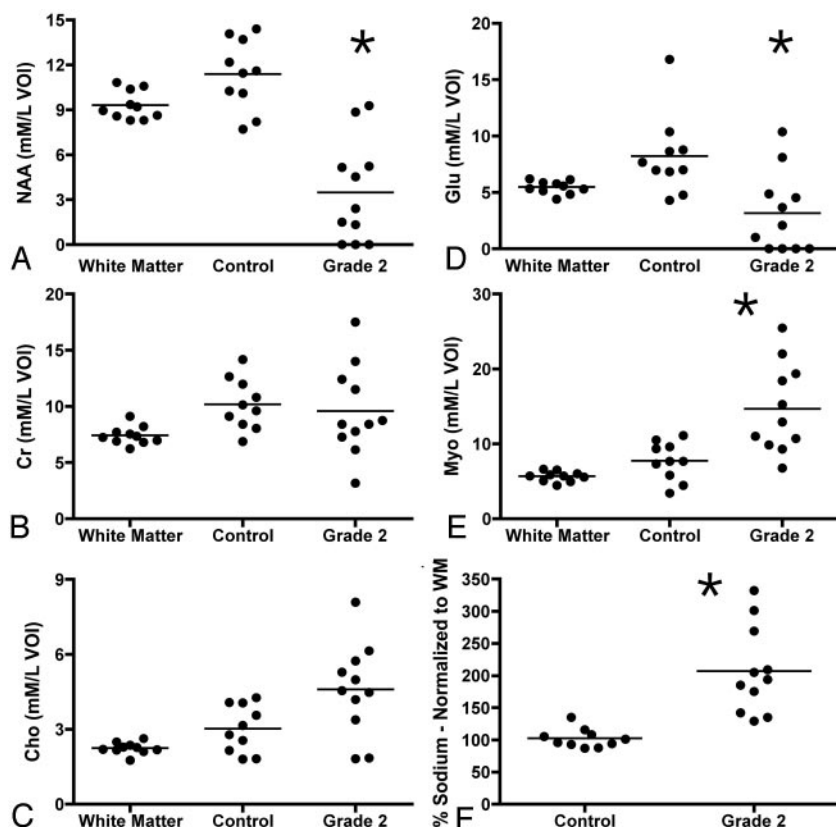 15
12
9
6
3
0
NAA (mM/L VOI)
A
White Matter Control Grade 2
20
15
10
5
0
Glu (mM/L VOI)
D
White Matter Control Grade 2
20
15
10
5
0
Cr (mM/L VOI)
B
White Matter Control Grade 2
30
20
10
0
Myo (mM/L VOI)
E
White Matter Control Grade 2
9
6
3
0
Cho (mM/L VOI)
C
White Matter Control Grade 2
350
300
250
200
150
100
50
0
% Sodium - Normalized to WM
F
Control Grade 2